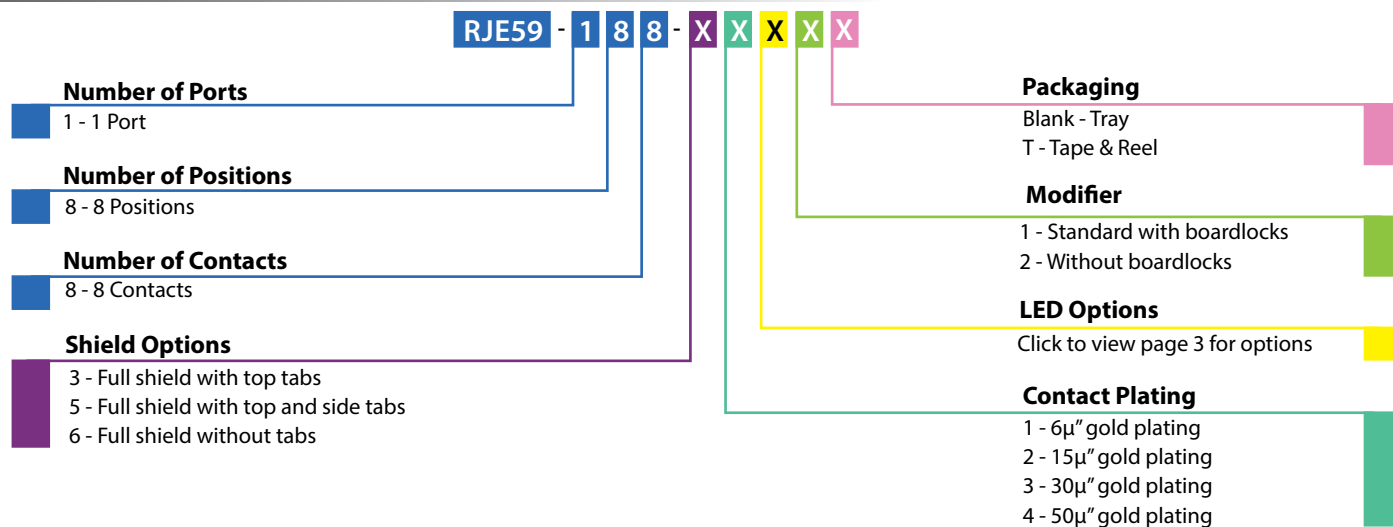 RJE59 - 1 8 8 - X X X X X
Number of Ports
1 - 1 Port
Number of Positions
8 - 8 Positions
Number of Contacts
8 - 8 Contacts
Shield Options
3 - Full shield with top tabs
5 - Full shield with top and side tabs
6 - Full shield without tabs
Packaging
Blank - Tray
T - Tape & Reel
Modifier
1 - Standard with boardlocks
2 - Without boardlocks
LED Options
Click to view page 3 for options
Contact Plating
1 - 6µ” gold plating
2 - 15µ” gold plating
3 - 30µ” gold plating
4 - 50µ” gold plating